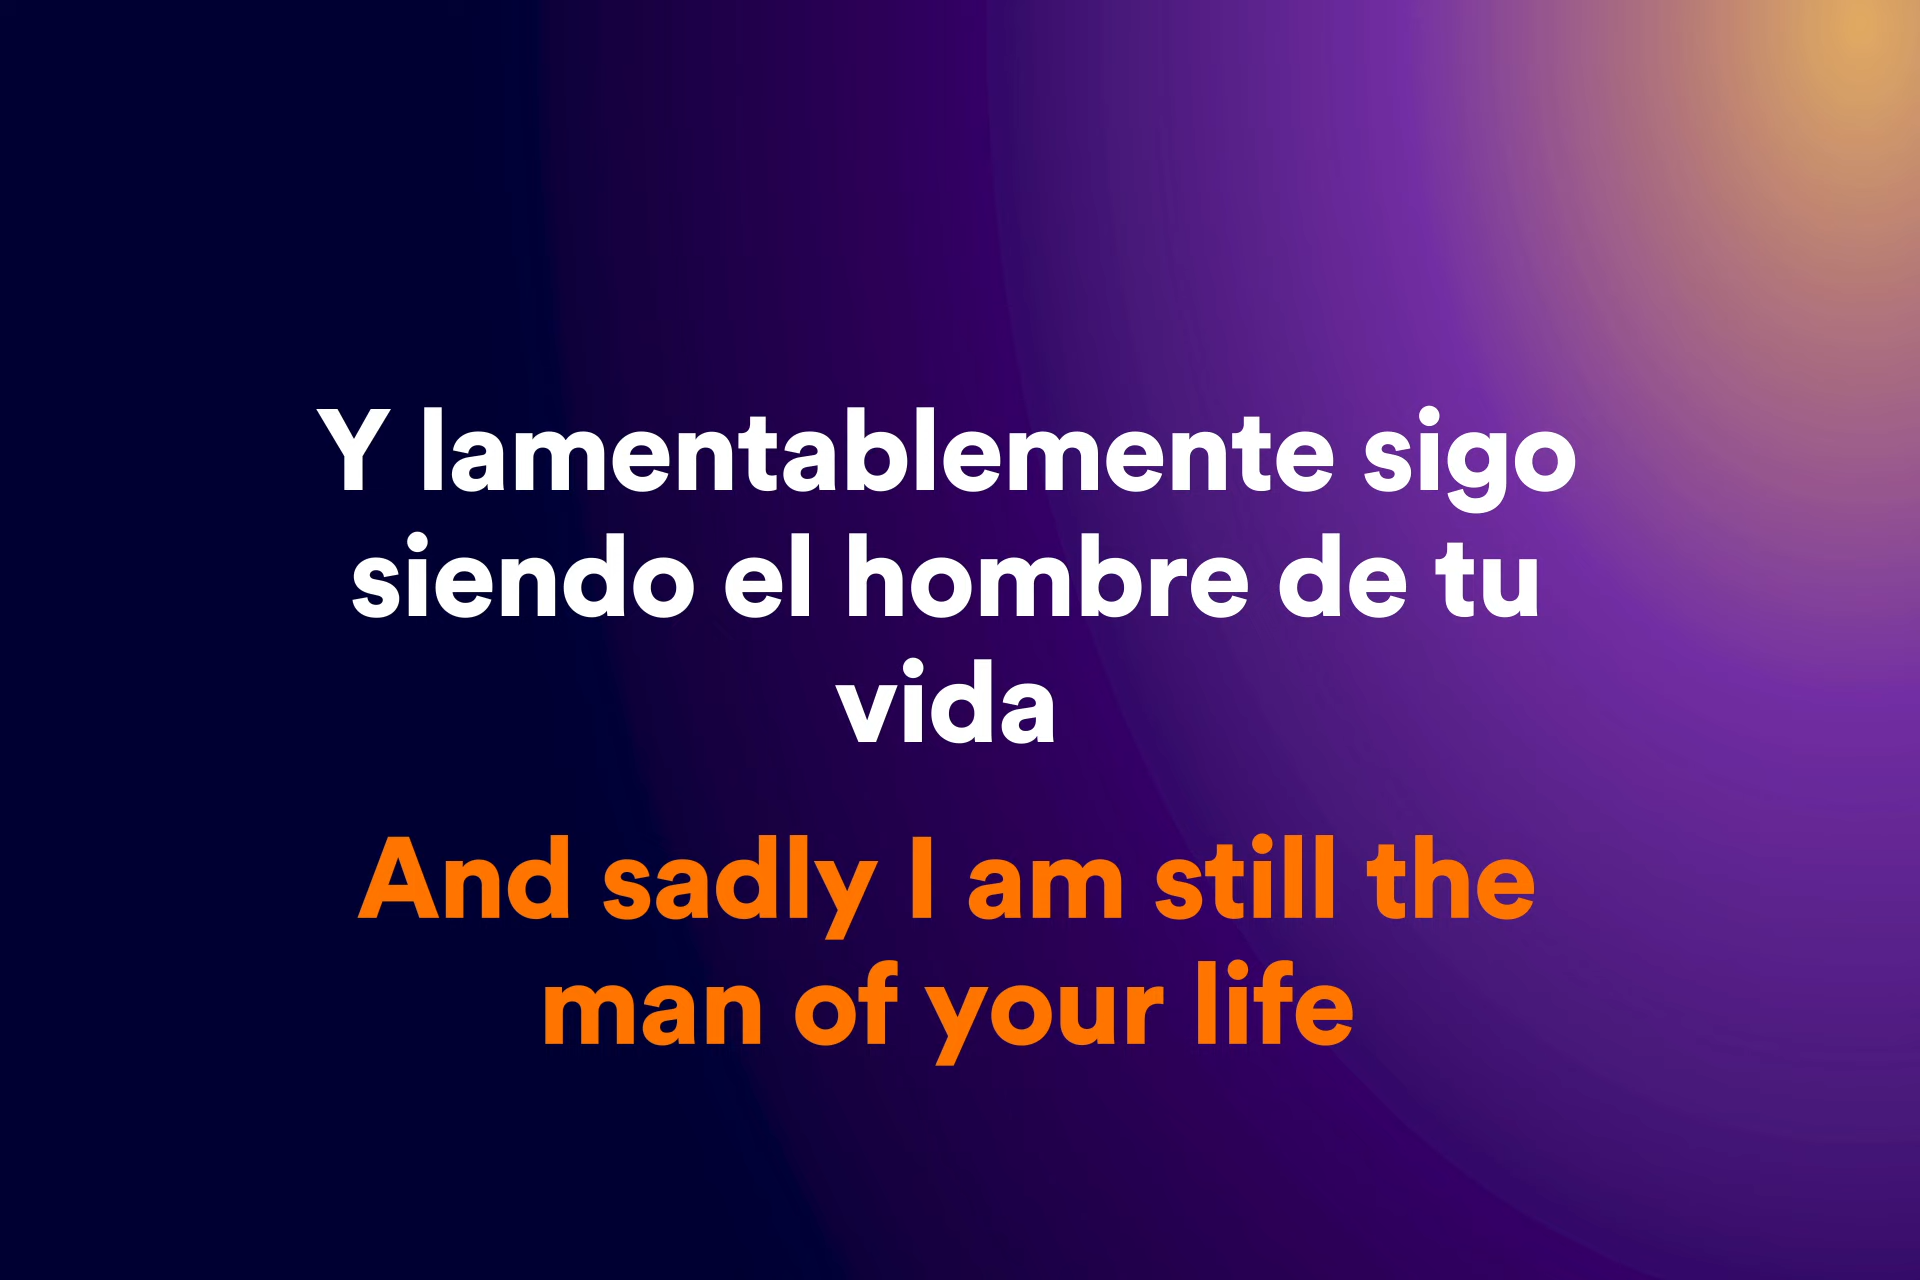 Y lamentablemente sigo
siendo el hombre de tu
vida
And sadly I am still the
man of your life